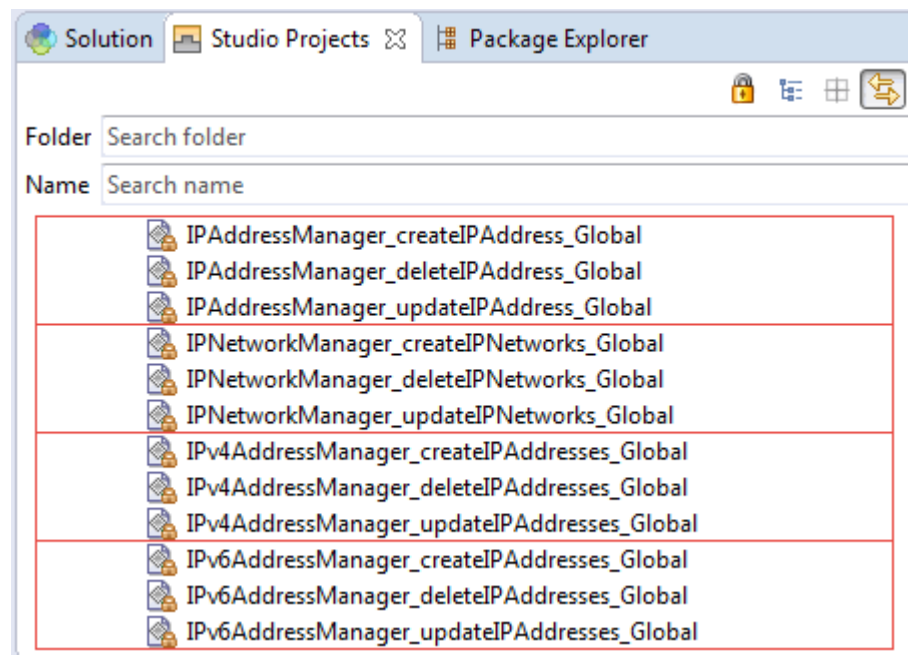 Solution Studio Projects Package Explorer
Folder Search folder
Name Search name
IPAddressManager_createIPAddress_Global
IPAddressManager_deleteIPAddress_Global
IPAddressManager_updateIPAddress_Global
IPNetworkManager_createIPNetworks_Global
IPNetworkManager_deleteIPNetworks_Global
IPNetworkManager_updateIPNetworks_Global
IPv4AddressManager_createIPAddresses_Global
IPv4AddressManager_deleteIPAddresses_Global
IPv4AddressManager_updateIPAddresses_Global
IPv6AddressManager_createIPAddresses_Global
IPv6AddressManager_deleteIPAddresses_Global
IPv6AddressManager_updateIPAddresses_Global